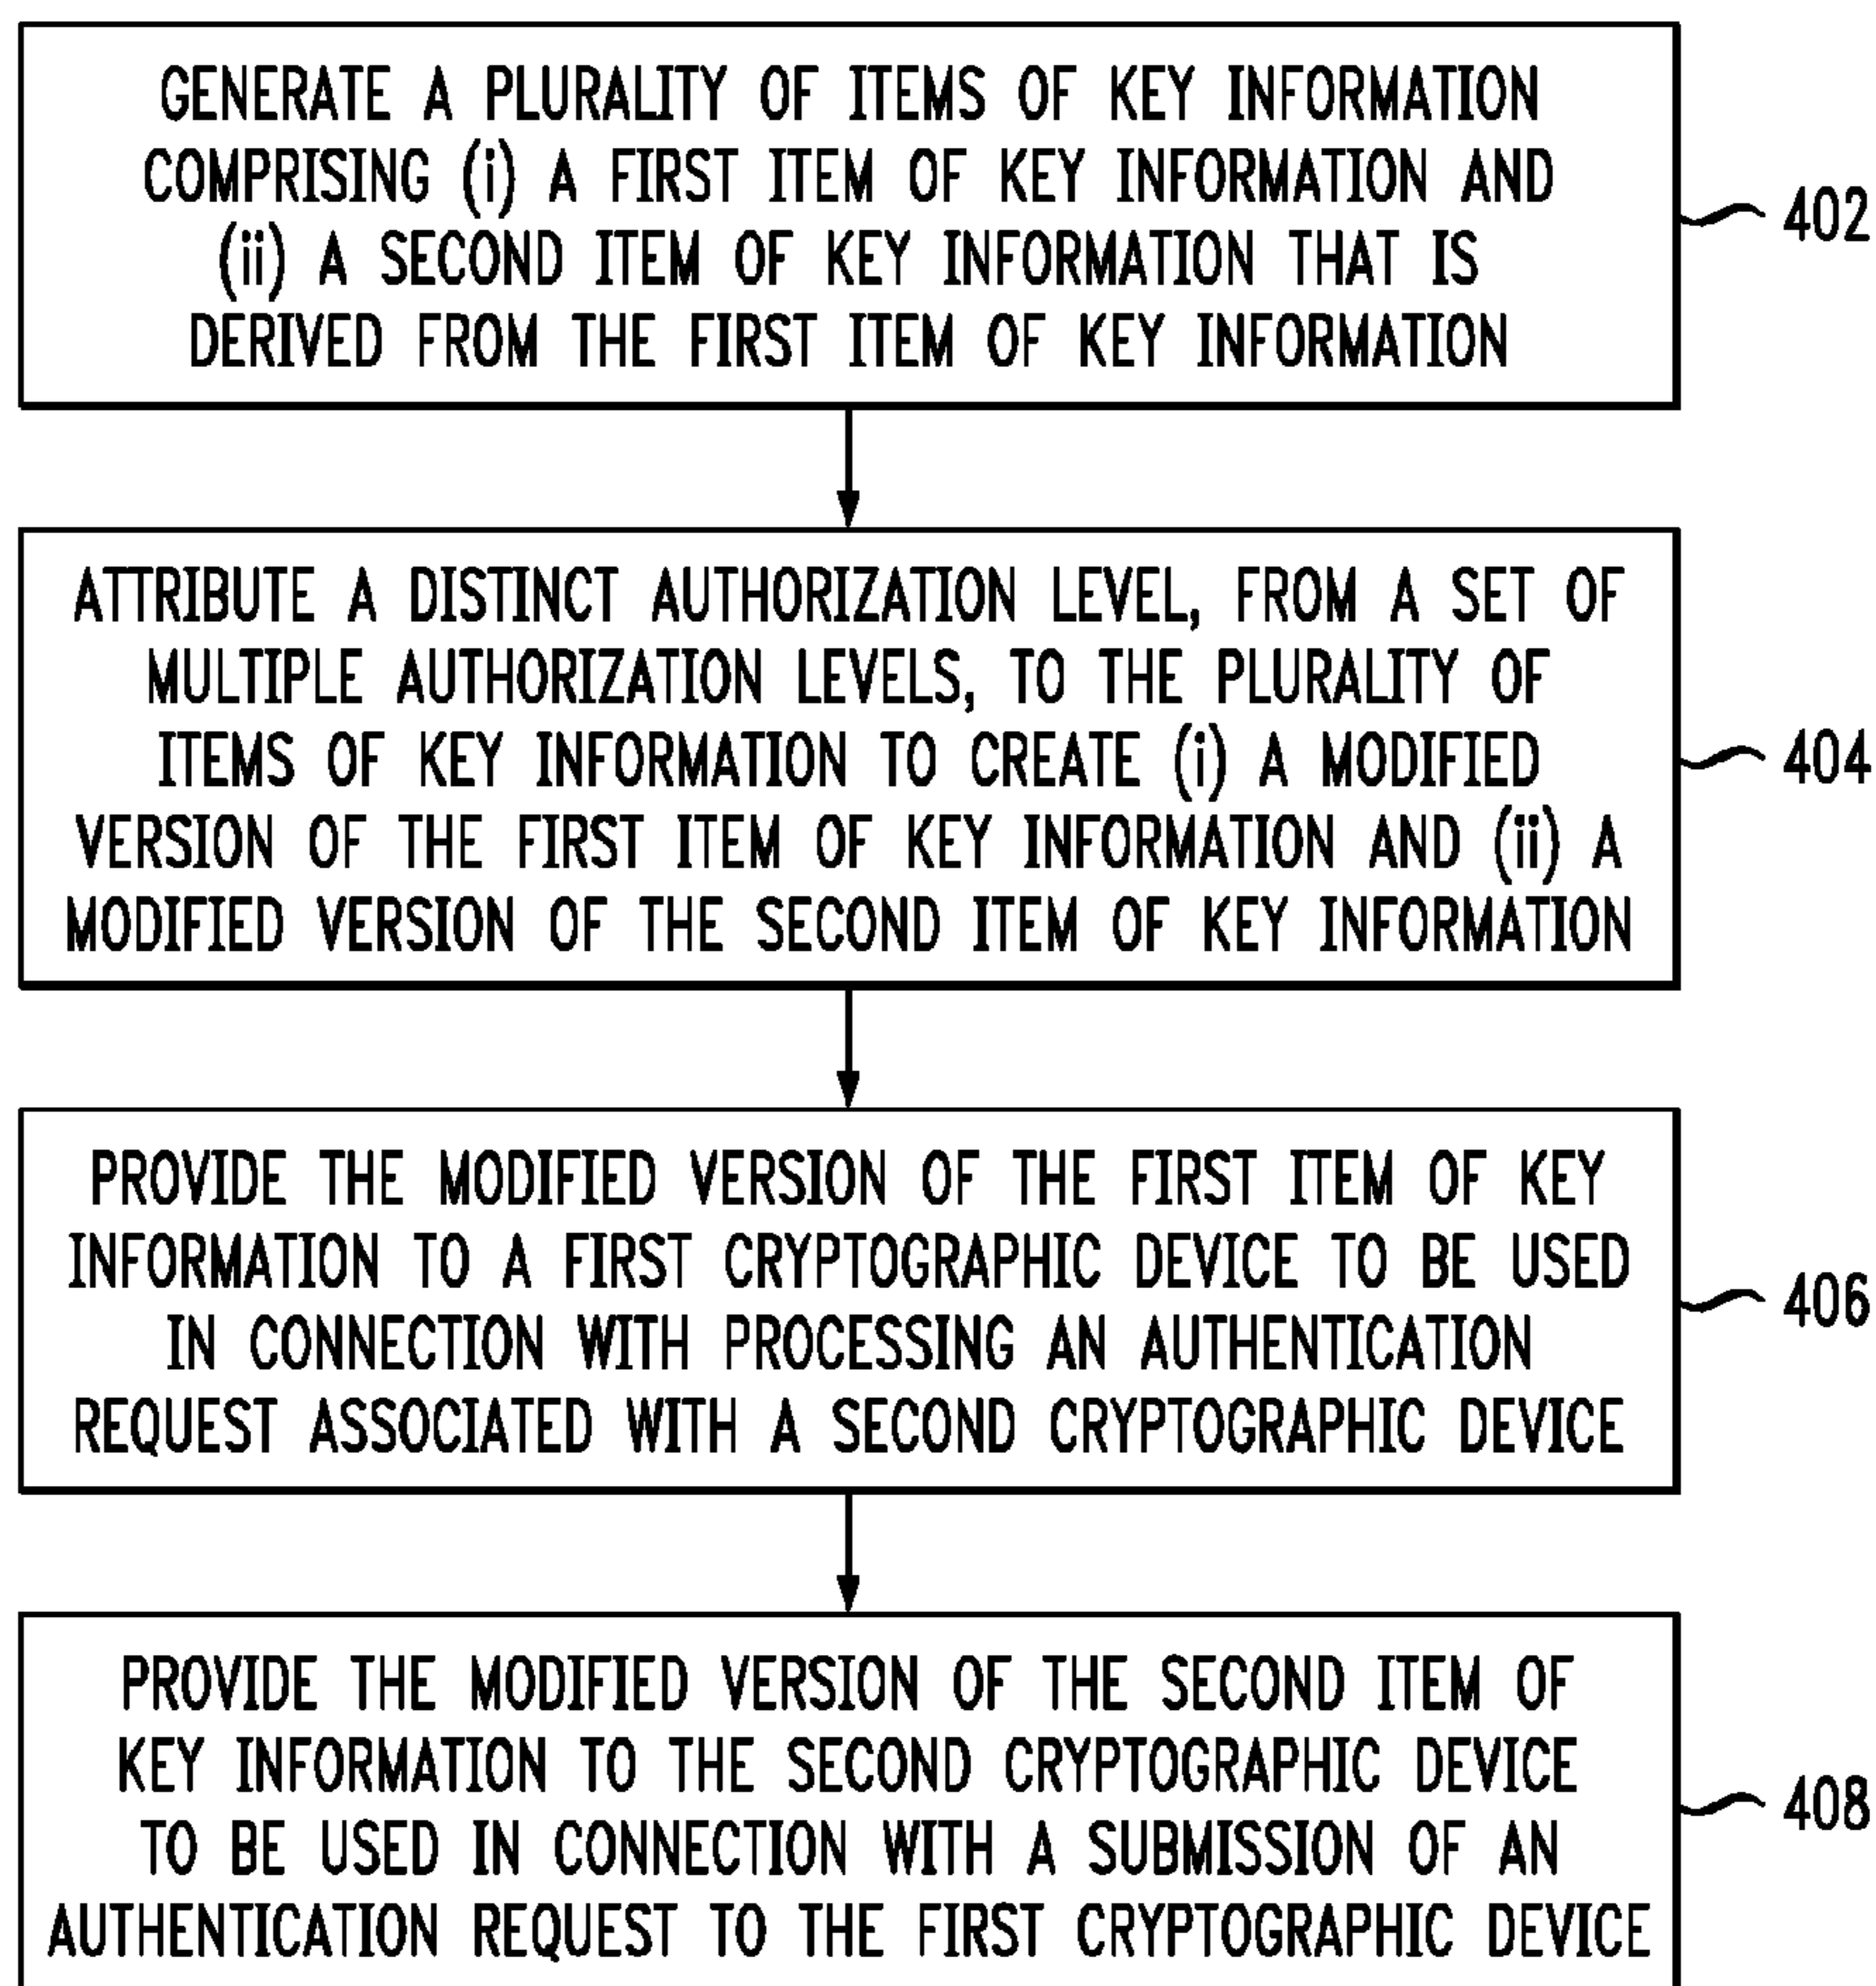 GENERATE A PLURALITY OF ITEMS OF KEY INFORMATION
COMPRISING (i) A FIRST ITEM OF KEY INFORMATION AND
(ii) A SECOND ITEM OF KEY INFORMATION THAT IS
DERIVED FROM THE FIRST ITEM OF KEY INFORMATION
402
ATTRIBUTE A DISTINCT AUTHORIZATION LEVEL, FROM A SET OF
MULTIPLE AUTHORIZATION LEVELS, TO THE PLURALITY OF
ITEMS OF KEY INFORMATION TO CREATE (i) A MODIFIED
VERSION OF THE FIRST ITEM OF KEY INFORMATION AND (ii) A
MODIFIED VERSION OF THE SECOND ITEM OF KEY INFORMATION
404
PROVIDE THE MODIFIED VERSION OF THE FIRST ITEM OF KEY
INFORMATION TO A FIRST CRYPTOGRAPHIC DEVICE TO BE USED
IN CONNECTION WITH PROCESSING AN AUTHENTICATION
REQUEST ASSOCIATED WITH A SECOND CRYPTOGRAPHIC DEVICE
406
PROVIDE THE MODIFIED VERSION OF THE SECOND ITEM OF
KEY INFORMATION TO THE SECOND CRYPTOGRAPHIC DEVICE
TO BE USED IN CONNECTION WITH A SUBMISSION OF AN
AUTHENTICATION REQUEST TO THE FIRST CRYPTOGRAPHIC DEVICE
408